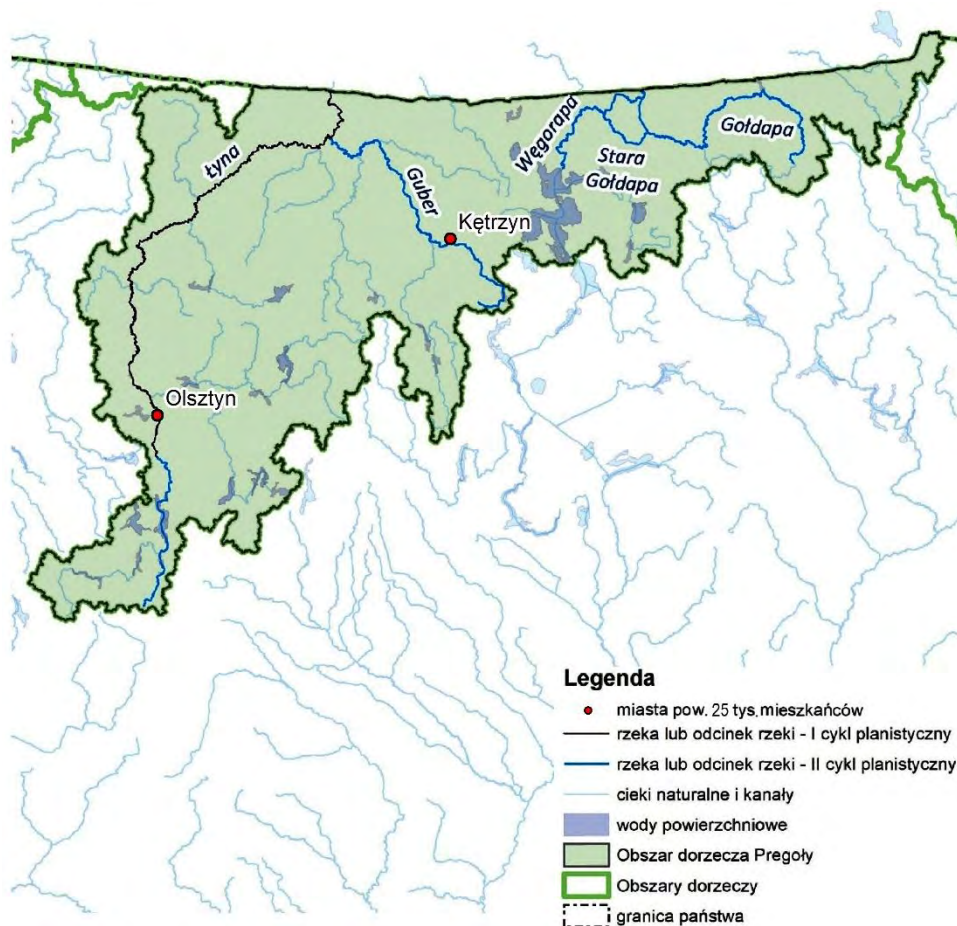 Łyna
Guber
Węgorapa
Stara
Gołdapa
Gołdapa
Kętrzyn
Olsztyn
Legenda
miasta pow. 25 tys.mieszkańców
rzeka lub odcinek rzeki - I cykl planistyczny
rzeka lub odcinek rzeki - II cykl planistyczny
cieki naturalne i kanały
wody powierzchniowe
Obszar dorzecza Pregoły
Obszary dorzeczy
granica państwa